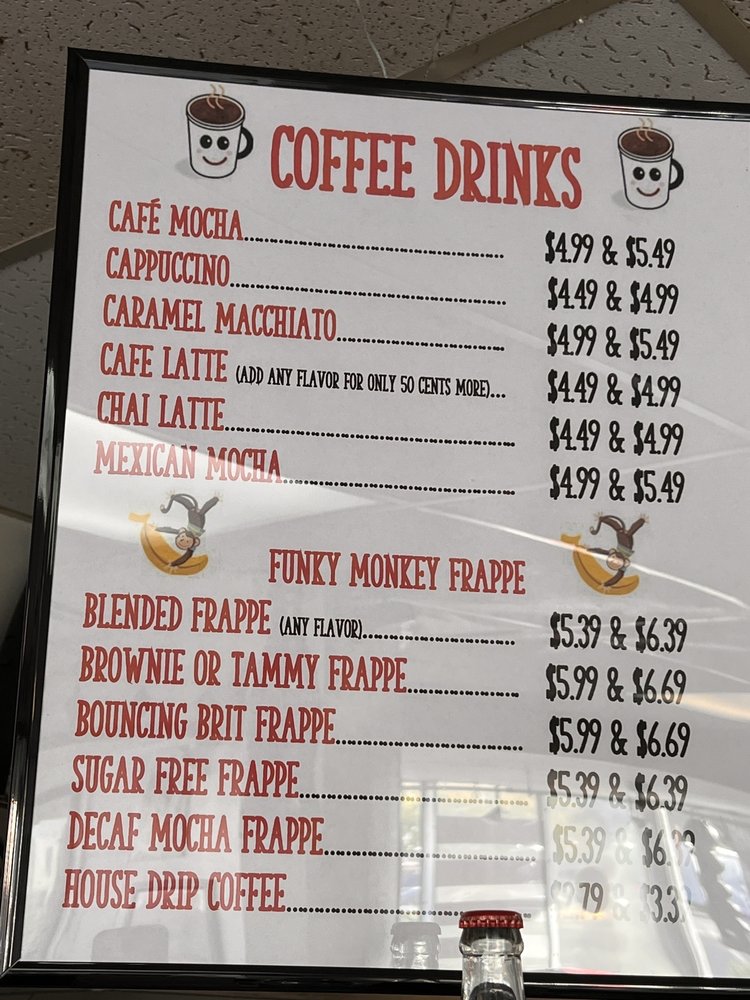 COFFEE DRINKS
CAFÉ MOCHA.......................................... $4.99 & $5.49
CAPPUCCINO.......................................... $4.49 & $4.99
CARAMEL MACCHIATO.......................... $4.99 & $5.49
CAFE LATTE (ADD ANY FLAVOR FOR ONLY 50 CENTS MORE)... $4.49 & $4.99
CHAI LATTE.............................................. $4.49 & $4.99
MEXICAN MOCHA..................................... $4.99 & $5.49
FUNKY MONKEY FRAPPE
BLENDED FRAPPE (ANY FLAVOR)........................ $5.39 & $6.39
BROWNIE OR TAMMY FRAPPE.................. $5.99 & $6.69
BOUNCING BRIT FRAPPE............................. $5.99 & $6.69
SUGAR FREE FRAPPE................................... $5.39 & $6.39
DECAF MOCHA FRAPPE................................ $5.39 &
HOUSE DRIP COFFEE...................................... &